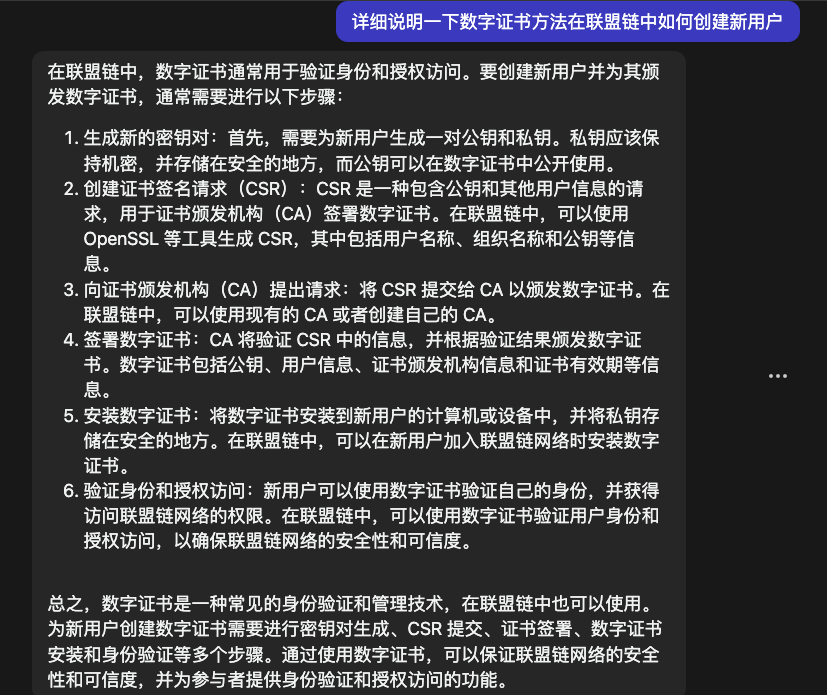 详细说明一下数字证书方法在联盟链中如何创建新用户
在联盟链中，数字证书通常用于验证身份和授权访问。要创建新用户并为其颁
发数字证书，通常需要进行以下步骤：
1. 生成新的密钥对：首先，需要为新用户生成一对公钥和私钥。私钥应该保
持机密，并存储在安全的地方，而公钥可以在数字证书中公开使用。
2. 创建证书签名请求（CSR）：CSR 是一种包含公钥和其他用户信息的请
求，用于证书颁发机构（CA）签署数字证书。在联盟链中，可以使用
OpenSSL 等工具生成 CSR，其中包括用户名称、组织名称和公钥等信
息。
3. 向证书颁发机构（CA）提出请求：将 CSR 提交给 CA 以颁发数字证书。在
联盟链中，可以使用现有的 CA 或者创建自己的 CA。
4. 签署数字证书：CA 将验证 CSR 中的信息，并根据验证结果颁发数字证
书。数字证书包括公钥、用户信息、证书颁发机构信息和证书有效期等信
息。
5. 安装数字证书：将数字证书安装到新用户的计算机或设备中，并将私钥存
储在安全的地方。在联盟链中，可以在新用户加入联盟链网络时安装数字
证书。
6. 验证身份和授权访问：新用户可以使用数字证书验证自己的身份，并获得
访问联盟链网络的权限。在联盟链中，可以使用数字证书验证用户身份和
授权访问，以确保联盟链网络的安全性和可信度。
总之，数字证书是一种常见的身份验证和管理技术，在联盟链中也可以使用。
为新用户创建数字证书需要进行密钥对生成、CSR 提交、证书签署、数字证书
安装和身份验证等多个步骤。通过使用数字证书，可以保证联盟链网络的安全
性和可信度，并为参与者提供身份验证和授权访问的功能。